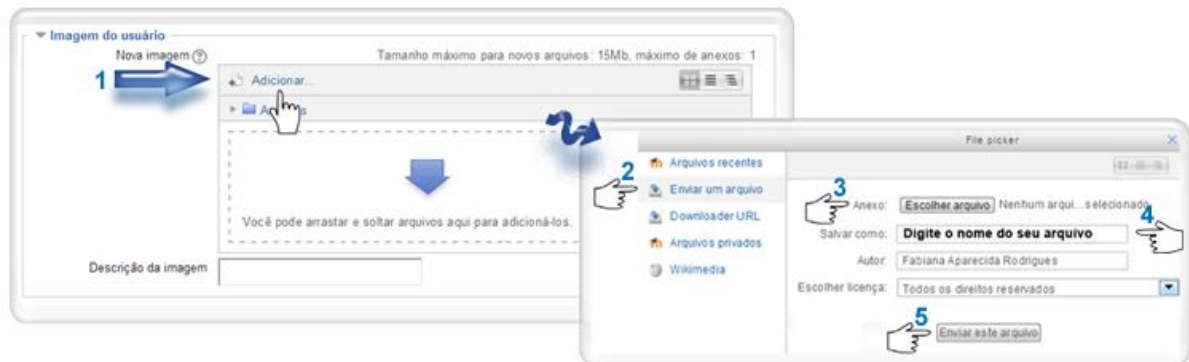 Imagem do usuário
Nova imagem
Tamanho máximo para novos arquivos: 15Mb, máximo de anexos: 1
1
Adicionar...
Você pode arrastar e soltar arquivos aqui para adicioná-los.
Descrição da imagem
File picker
Arquivos recentes
2
Enviar um arquivo
Downloader URL
Arquivos privados
Wikimedia
3
Anexo: Escolher arquivo Nenhum arqui...selecionado
4
Salvar como: Digite o nome do seu arquivo
Autor: Fabiana Aparecida Rodrigues
Escolher licença: Todos os direitos reservados
5
Enviar este arquivo